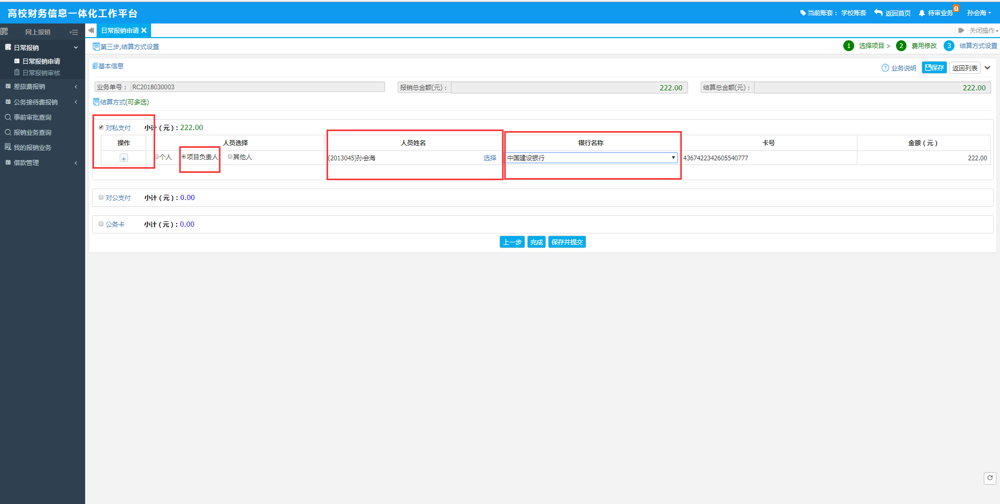 高校财务信息一体化工作平台
当前账套： 学校账套 返回首页 待审业务 0 孙会海
网上报销
日常报销申请
关闭操作
日常报销
日常报销申请
日常报销审核
差旅费报销
公务接待费报销
事前审批查询
报销业务查询
我的报销业务
借款管理
第三步,结算方式设置
1 选择项目 > 2 费用修改 3 结算方式设置
基本信息
业务说明 保存 返回列表
业务单号： RC2018030003 报销总金额(元)： 222.00 结算总金额(元)： 222.00
结算方式(可多选)
对私支付 小计（元）: 222.00
操作 人员选择 人员姓名 银行名称 卡号 金额（元）
+ 个人 项目负责人 其他人 (2013045)孙会海 选择 中国建设银行 4367422342605540777 222.00
对公支付 小计（元）: 0.00
公务卡 小计（元）: 0.00
上一步 完成 保存并提交